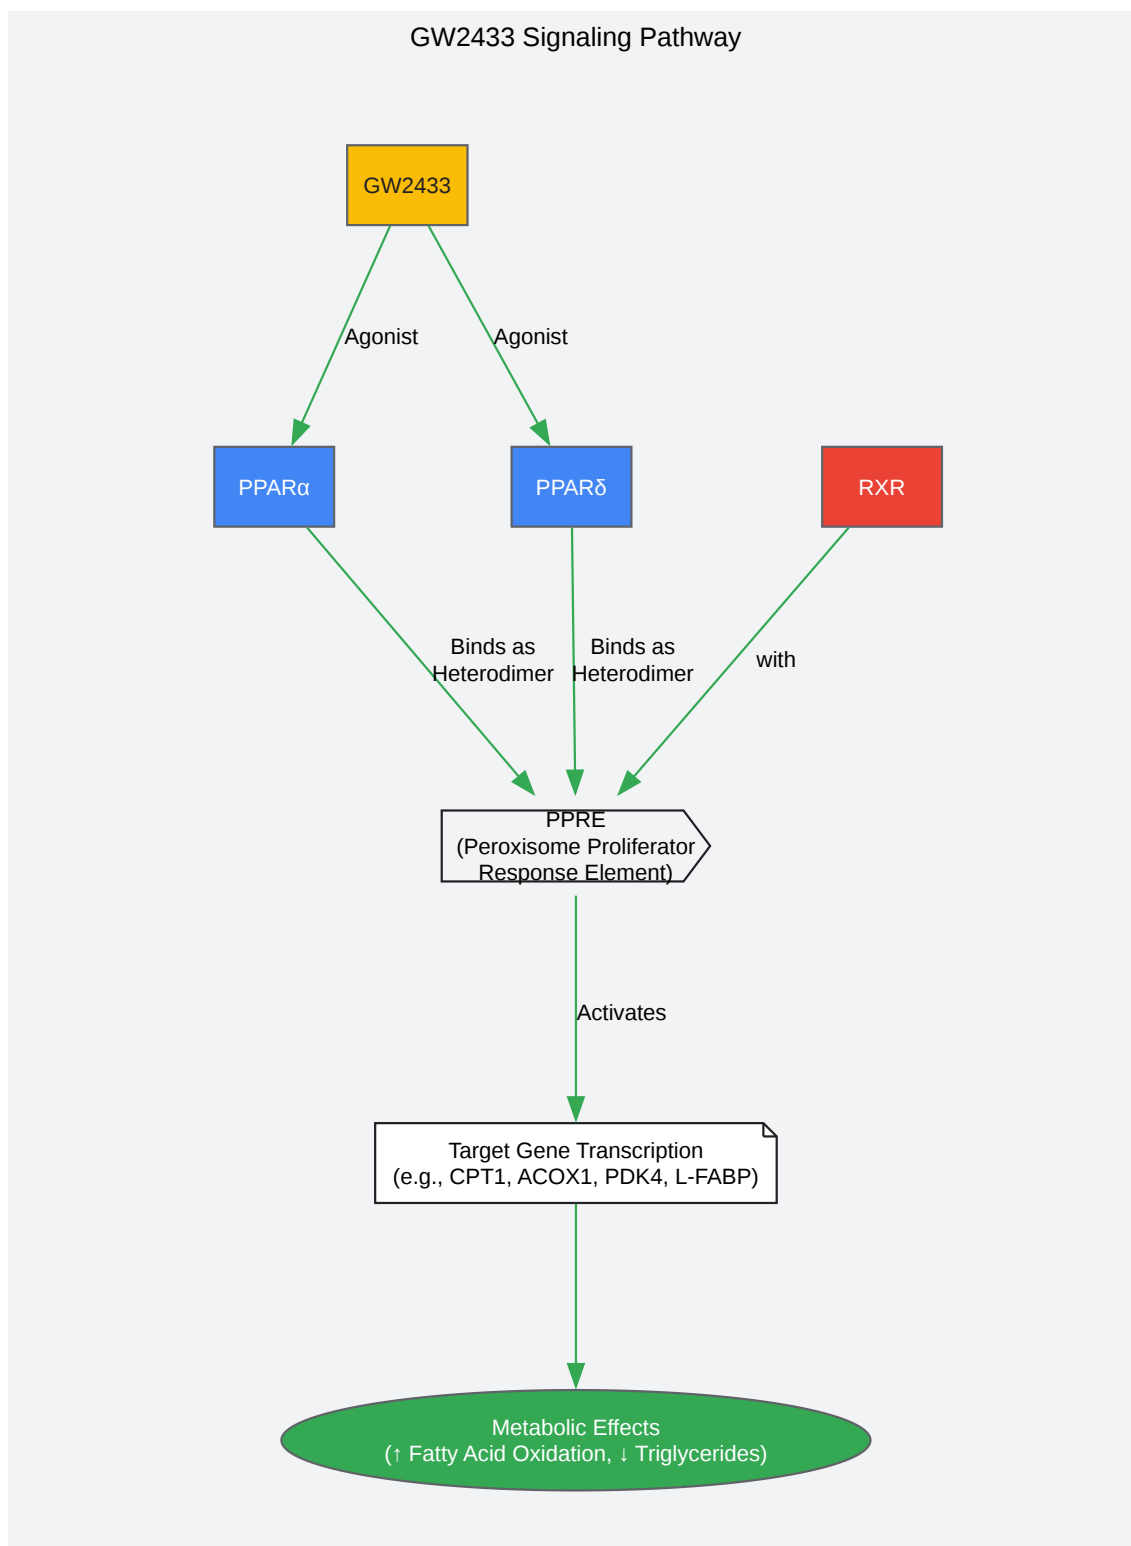 GW2433 Signaling Pathway
GW2433
Agonist
Agonist
PPARα
PPARδ
RXR
Binds as
Heterodimer
Binds as
Heterodimer
with
PPRE
(Peroxisome Proliferator
Response Element)
Activates
Target Gene Transcription
(e.g., CPT1, ACOX1, PDK4, L-FABP)
Metabolic Effects
(↑ Fatty Acid Oxidation, ↓ Triglycerides)